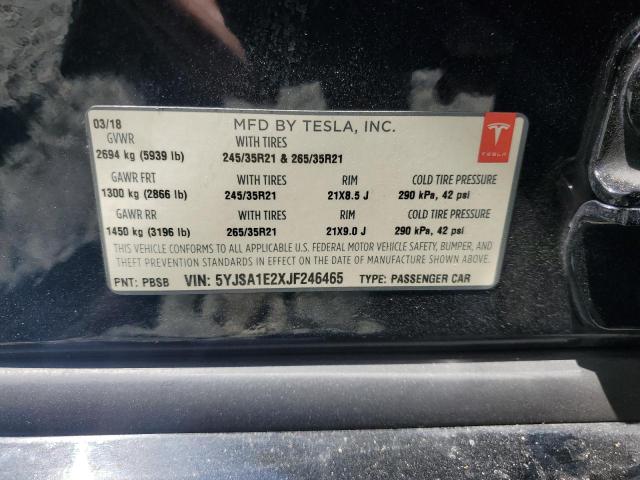 03/18 MFD BY TESLA, INC.
GVWR WITH TIRES
2694 kg (5939 lb) 245/35R21 & 265/35R21
GAWR FRT WITH TIRES RIM COLD TIRE PRESSURE
1300 kg (2866 lb) 245/35R21 21X8.5 J 290 kPa, 42 psi
GAWR RR WITH TIRES RIM COLD TIRE PRESSURE
1450 kg (3196 lb) 265/35R21 21X9.0 J 290 kPa, 42 psi
THIS VEHICLE CONFORMS TO ALL APPLICABLE U.S. FEDERAL MOTOR VEHICLE SAFETY, BUMPER, AND
THEFT PREVENTION STANDARDS IN EFFECT ON THE DATE OF MANUFACTURE SHOWN ABOVE.
PNT: PBSB VIN: 5YJSA1E2XJF246465 TYPE: PASSENGER CAR
TESLA